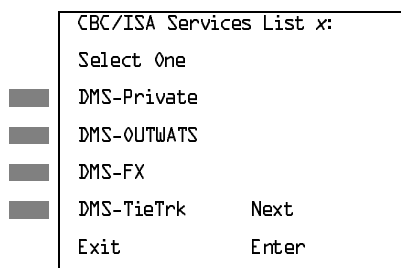 CBC/ISA Services List x:
Select One
DMS-Private
DMS-OUTWATS
DMS-FX
DMS-TieTrk Next
Exit Enter